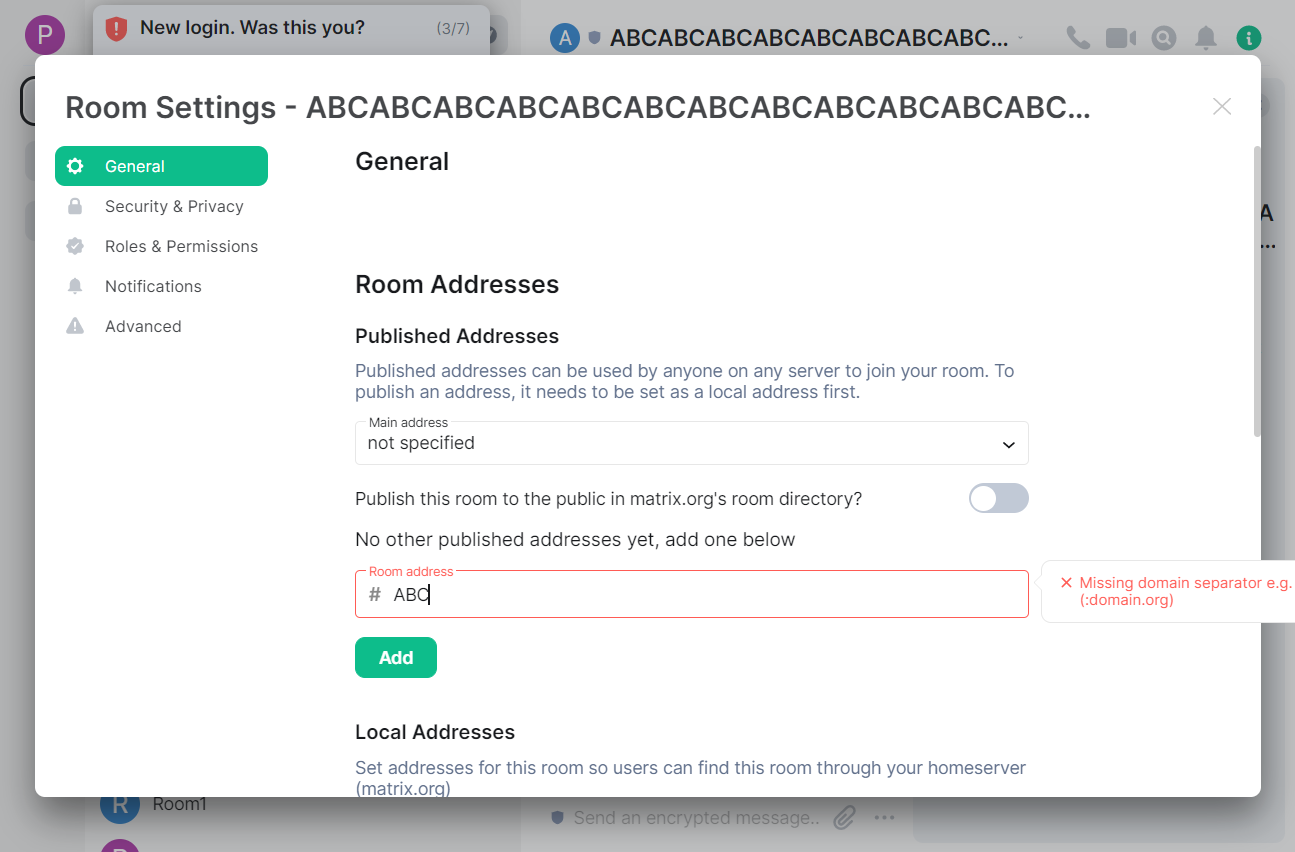 P
New login. Was this you?
(3/7)
A
ABCABCABCABCABCABCABCABCABC...
Room Settings - ABCABCABCABCABCABCABCABCABCABCABCABC...
General
Security & Privacy
Roles & Permissions
Notifications
Advanced
General
Room Addresses
Published Addresses
Published addresses can be used by anyone on any server to join your room. To
publish an address, it needs to be set as a local address first.
Main address
not specified
Publish this room to the public in matrix.org's room directory?
No other published addresses yet, add one below
Room address
# ABC
Missing domain separator e.g.
(:domain.org)
Add
Local Addresses
Set addresses for this room so users can find this room through your homeserver
(matrix.org)
A
...
R
Room1
Send an encrypted message..